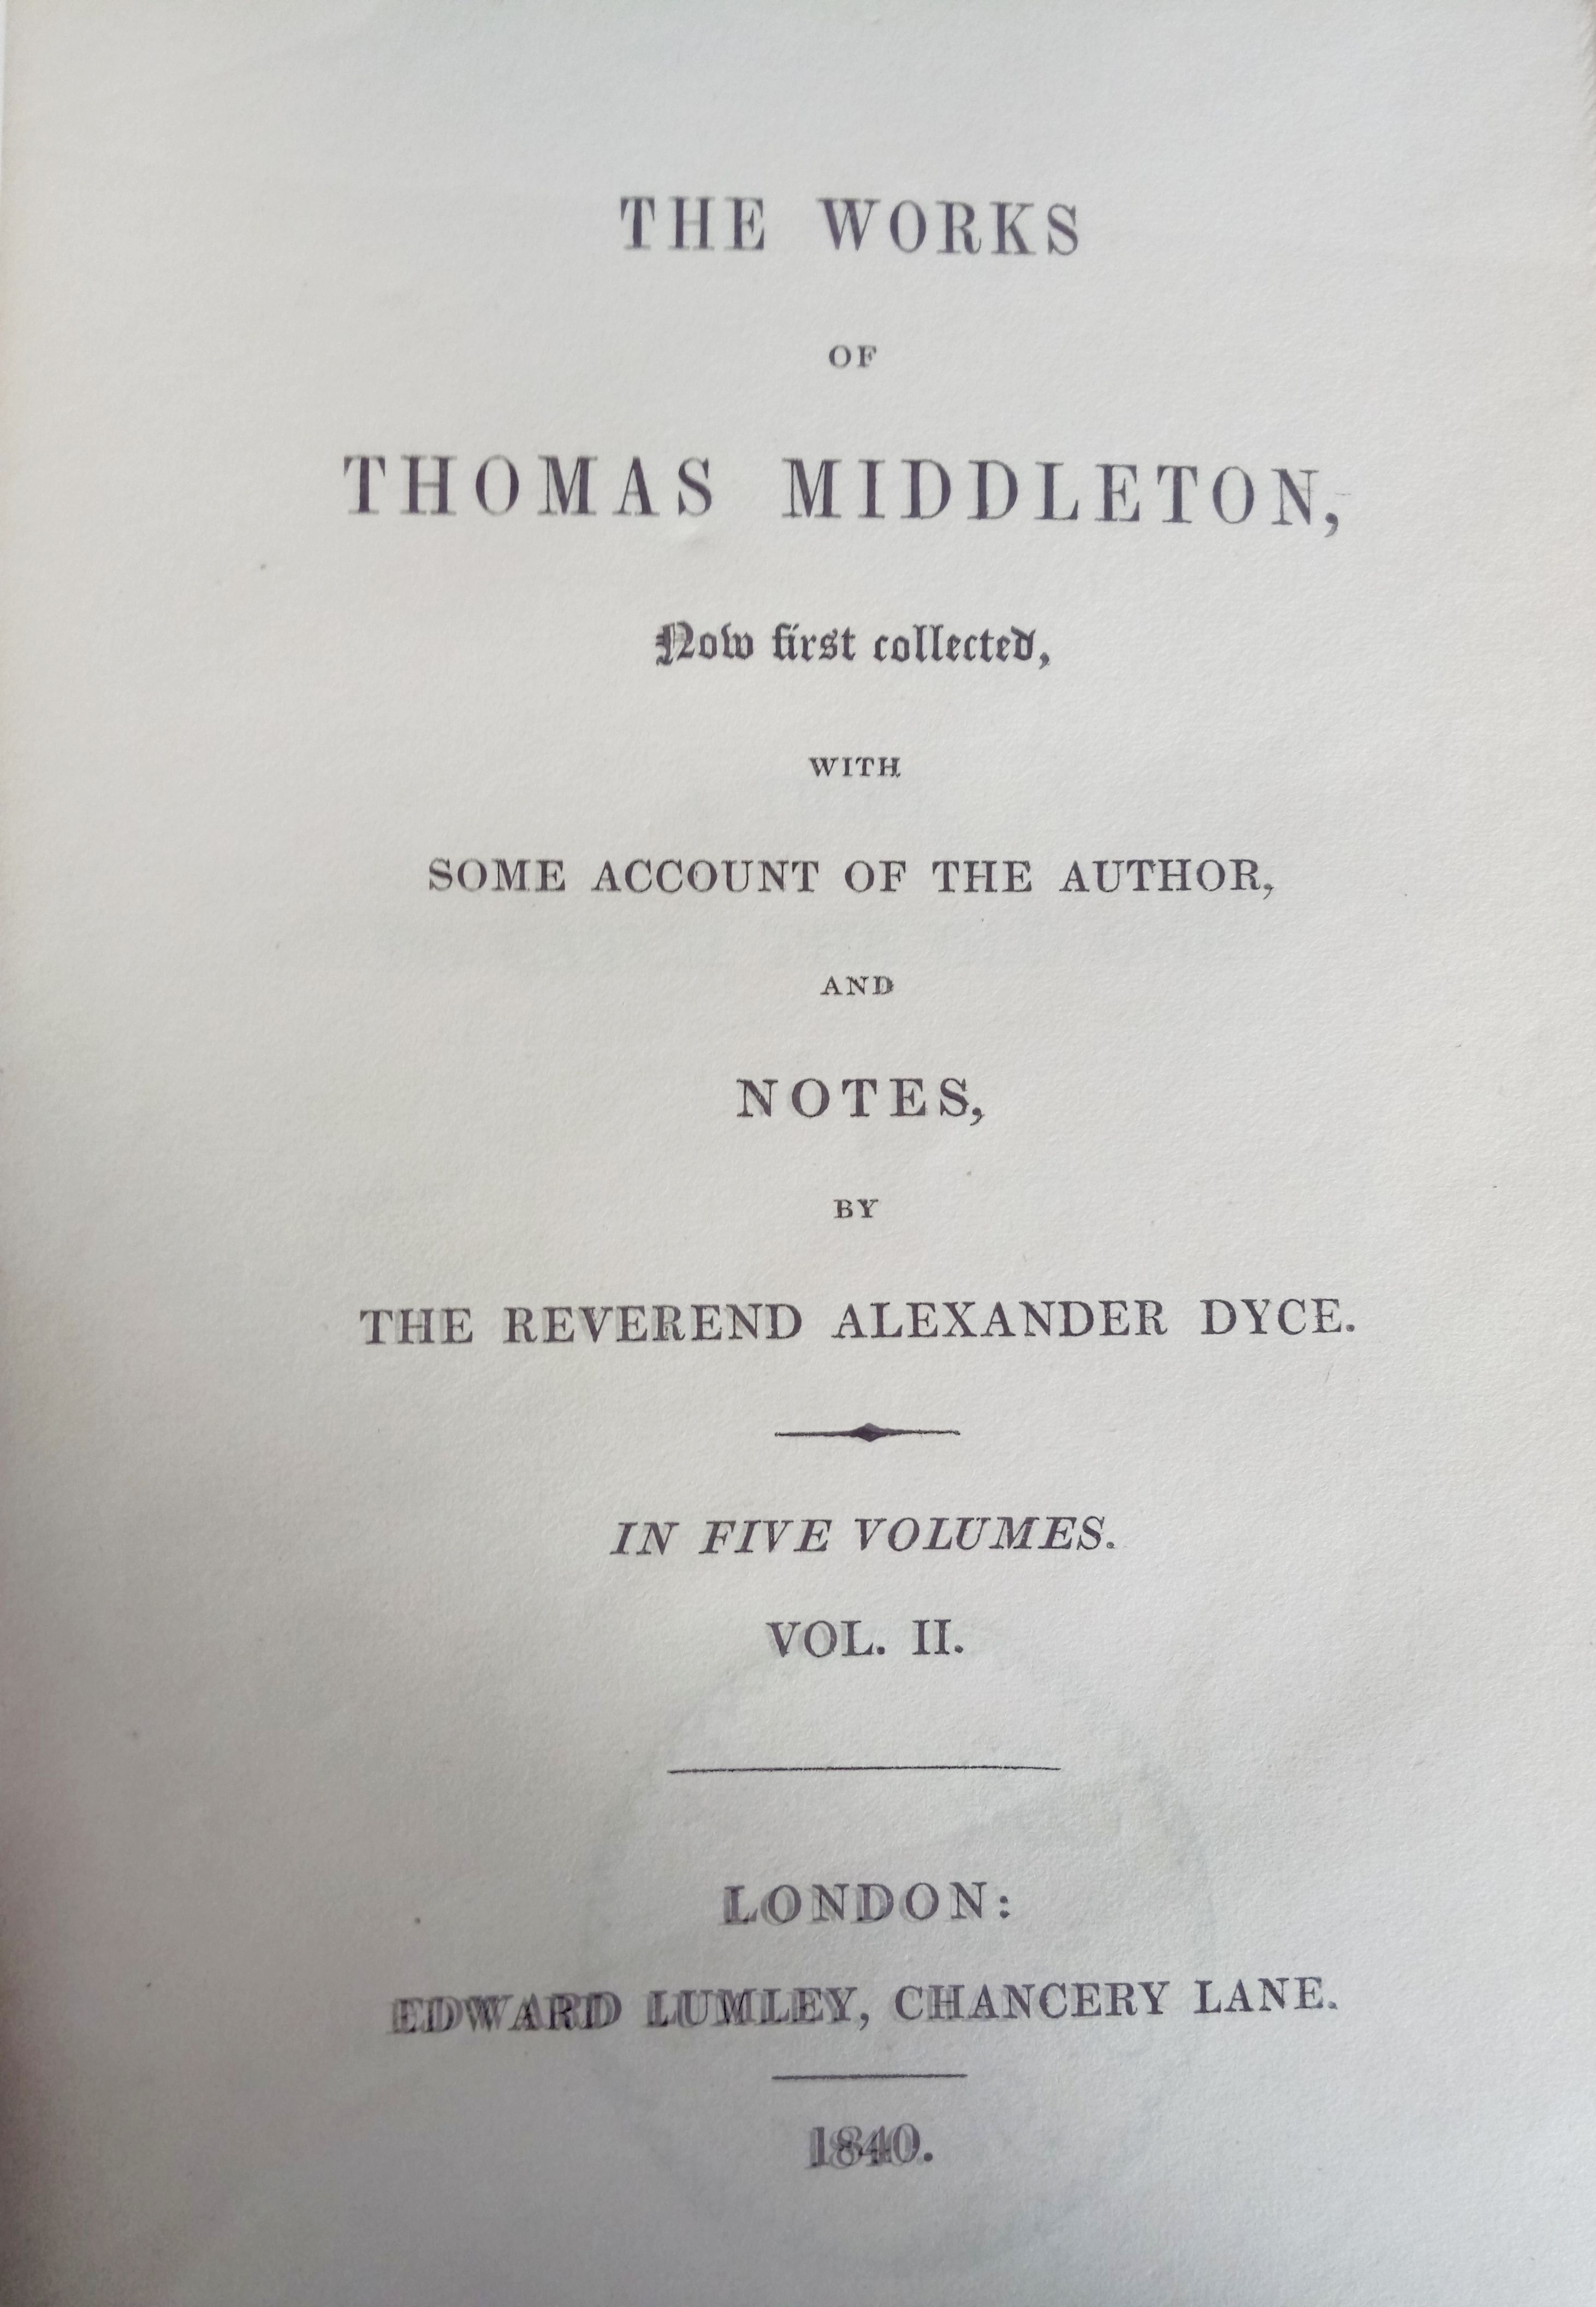 THE WORKS
OF
THOMAS MIDDLETON,
Now first collected,
WITH
SOME ACCOUNT OF THE AUTHOR,
AND
NOTES,
BY
THE REVEREND ALEXANDER DYCE.
IN FIVE VOLUMES.
VOL. II.
LONDON:
EDWARD LUMLEY, CHANCERY LANE.
1840.